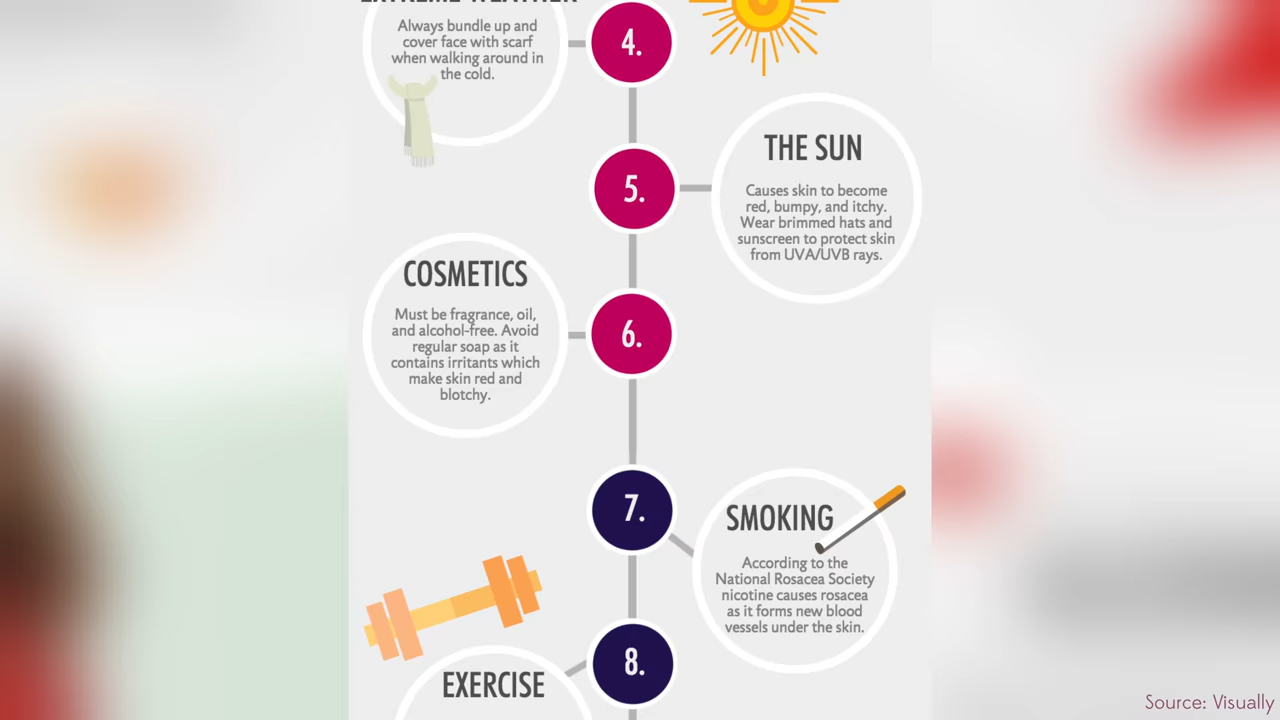 EXTREME WEATHER
Always bundle up and
cover face with scarf
when walking around in
the cold.
4.
5.
THE SUN
Causes skin to become
red, bumpy, and itchy.
Wear brimmed hats and
sunscreen to protect skin
from UVA/UVB rays.
COSMETICS
Must be fragrance, oil,
and alcohol-free. Avoid
regular soap as it
contains irritants which
make skin red and
blotchy.
6.
7.
SMOKING
According to the
National Rosacea Society
nicotine causes rosacea
as it forms new blood
vessels under the skin.
8.
EXERCISE
Source: Visually